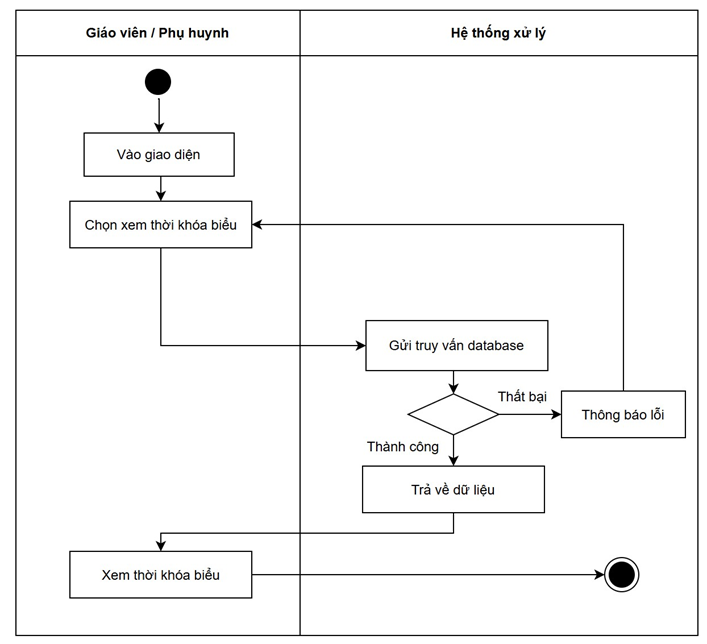 Giáo viên / Phụ huynh
Hệ thống xử lý
Vào giao diện
Chọn xem thời khóa biểu
Gửi truy vấn database
Thất bại
Thông báo lỗi
Thành công
Trả về dữ liệu
Xem thời khóa biểu